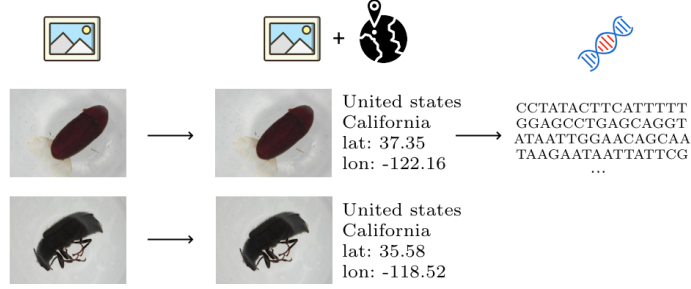 +
United states
California
lat: 37.35
lon: -122.16
CCTATACTTCATTTTT
GGAGCCTGAGCAGGT
ATAATTGGAACAGCAA
TAAGAATAATTATTCG
...
United states
California
lat: 35.58
lon: -118.52